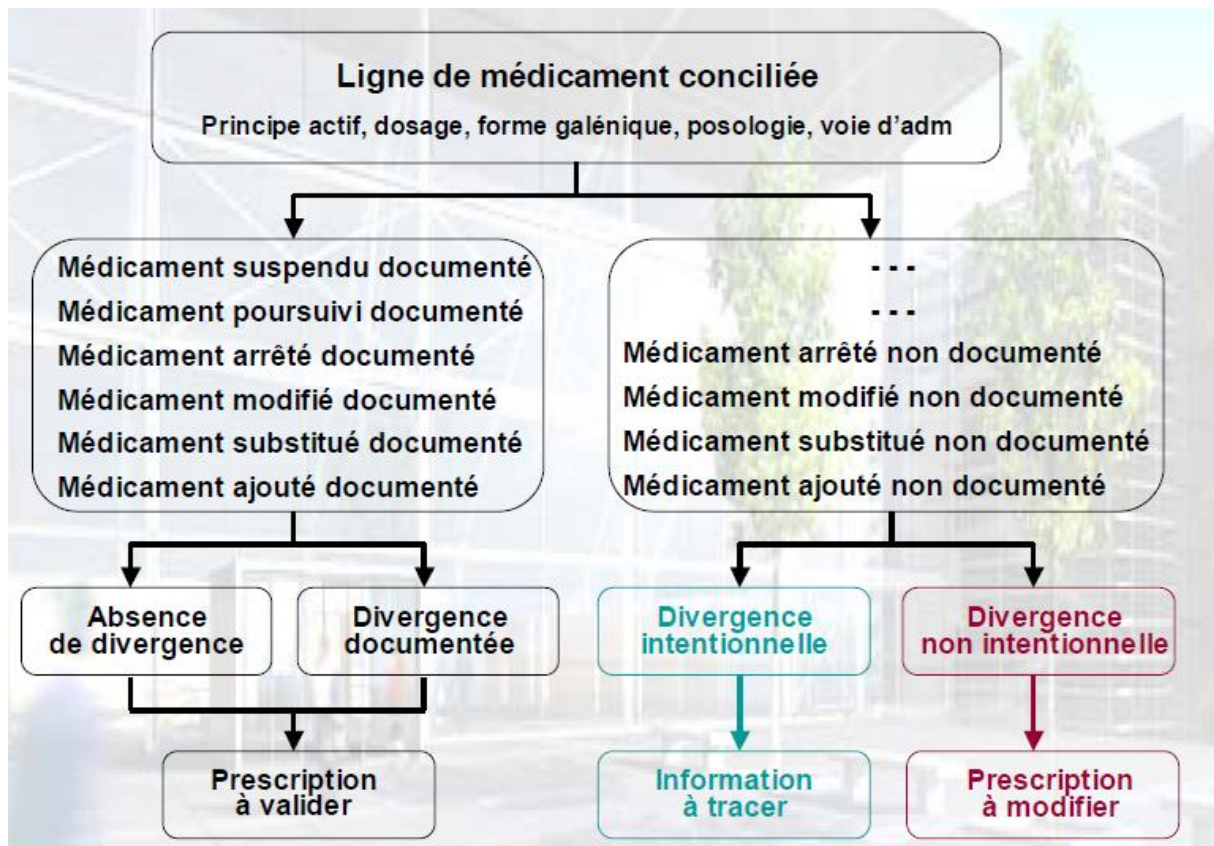 Ligne de médicament conciliée
Principe actif, dosage, forme galénique, posologie, voie d'adm
Médicament suspendu documenté
Médicament poursuivi documenté
Médicament arrêté documenté
Médicament modifié documenté
Médicament substitué documenté
Médicament ajouté documenté
- - -
- - -
Médicament arrêté non documenté
Médicament modifié non documenté
Médicament substitué non documenté
Médicament ajouté non documenté
Absence
de divergence
Divergence
documentée
Divergence
intentionnelle
Divergence
non intentionnelle
Prescription
à valider
Information
à tracer
Prescription
à modifier